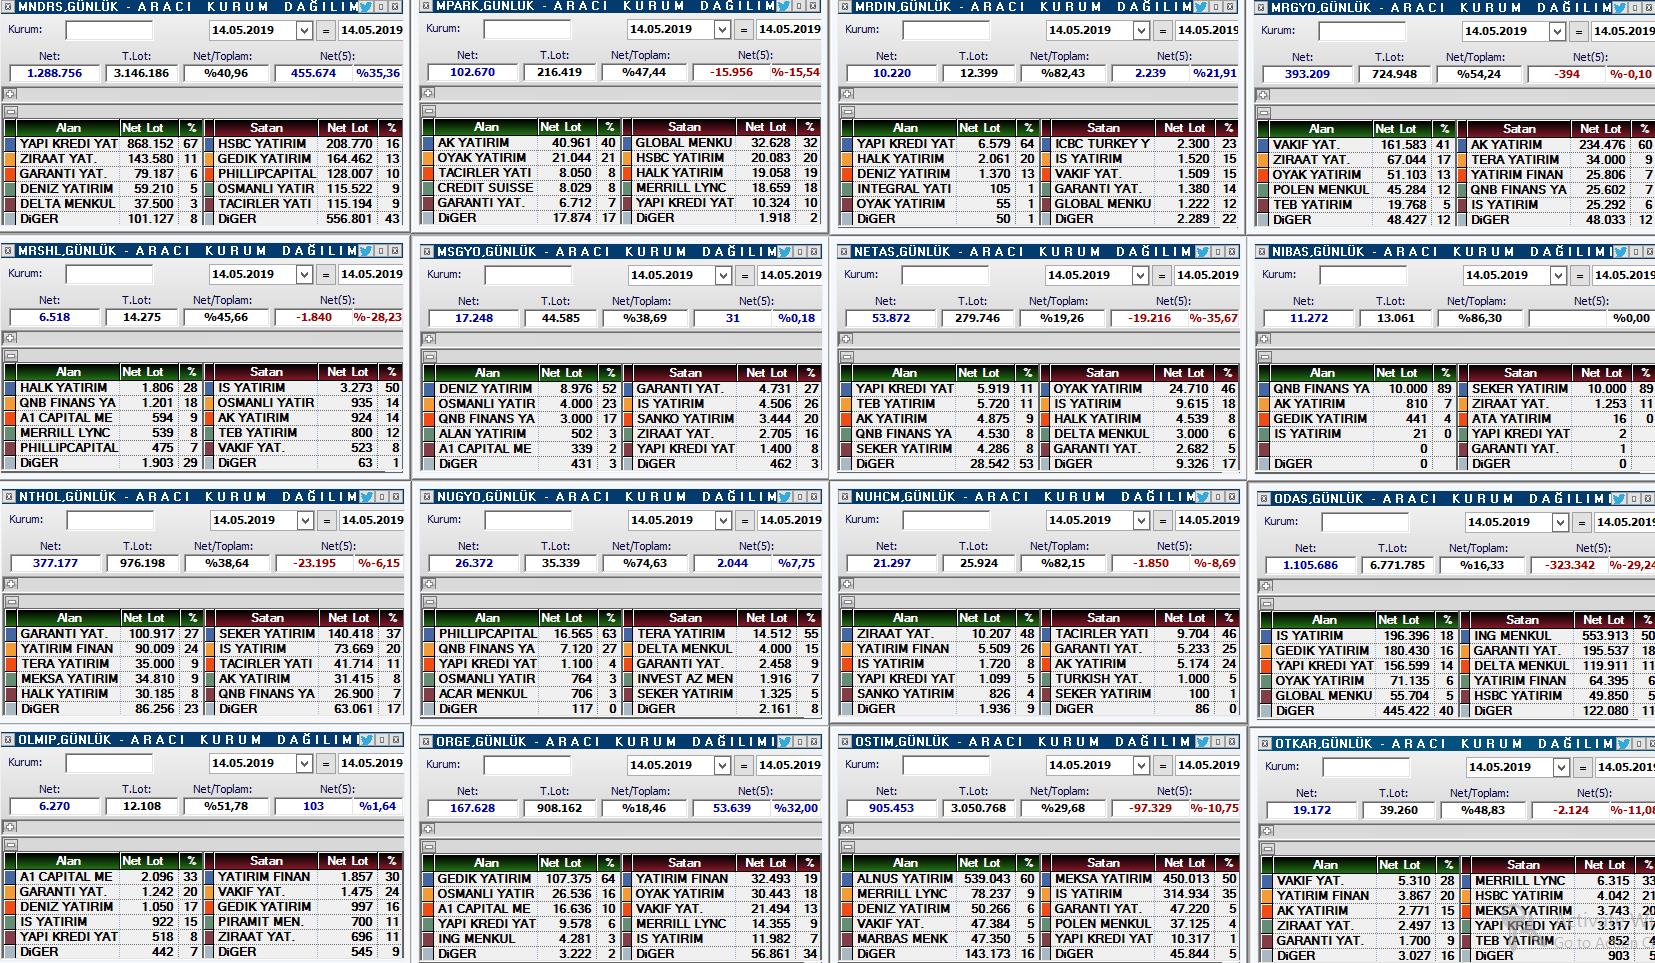 MNDRS,GÜNLÜK - ARACI KURUM DAĞILIMI
Kurum: 14.05.2019 = 14.05.2019
Net: T.Lot: Net/Toplam: Net(5):
1.288.756 3.146.186 %40,96 455.674 %35,36
Alan Net Lot % Satan Net Lot %
YAPI KREDI YAT 868.152 67 HSBC YATIRIM 208.770 16
ZIRAAT YAT. 143.580 11 GEDIK YATIRIM 164.462 13
GARANTI YAT. 79.187 6 PHILLIPCAPITAL 128.007 10
DENIZ YATIRIM 59.210 5 OSMANLI YATIR 115.522 9
DELTA MENKUL 37.500 3 TACIRLER YATI 115.194 9
DiGER 101.127 8 DiGER 556.801 43
MPARK,GÜNLÜK - ARACI KURUM DAĞILIM
Kurum: 14.05.2019 = 14.05.2019
Net: T.Lot: Net/Toplam: Net(5):
102.670 216.419 %47,44 -15.956 %-15,54
Alan Net Lot % Satan Net Lot %
AK YATIRIM 40.961 40 GLOBAL MENKU 32.628 32
OYAK YATIRIM 21.044 21 HSBC YATIRIM 20.083 20
TACIRLER YATI 8.050 8 HALK YATIRIM 19.058 19
CREDIT SUISSE 8.029 8 MERRILL LYNC 18.659 18
GARANTI YAT. 6.712 7 YAPI KREDI YAT 10.324 10
DiGER 17.874 17 DiGER 1.918 2
MRDIN,GÜNLÜK - ARACI KURUM DAĞILIM
Kurum: 14.05.2019 = 14.05.2019
Net: T.Lot: Net/Toplam: Net(5):
10.220 12.399 %82,43 2.239 %21,91
Alan Net Lot % Satan Net Lot %
YAPI KREDI YAT 6.579 64 ICBC TURKEY Y 2.300 23
HALK YATIRIM 2.061 20 IS YATIRIM 1.520 15
DENIZ YATIRIM 1.370 13 VAKIF YAT. 1.509 15
INTEGRAL YATI 105 1 GARANTI YAT. 1.380 14
OYAK YATIRIM 55 1 GLOBAL MENKU 1.222 12
DiGER 50 1 DiGER 2.289 22
MRGYO,GÜNLÜK - ARACI KURUM DAĞILIM
Kurum: 14.05.2019 = 14.05.2019
Net: T.Lot: Net/Toplam: Net(5):
393.209 724.948 %54,24 -394 %-0,10
Alan Net Lot % Satan Net Lot %
VAKIF YAT. 161.583 41 AK YATIRIM 234.476 60
ZIRAAT YAT. 67.044 17 TERA YATIRIM 34.000 9
OYAK YATIRIM 51.103 13 YATIRIM FINAN 25.806 7
POLEN MENKUL 45.284 12 QNB FINANS YA 25.602 7
TEB YATIRIM 19.768 5 IS YATIRIM 25.292 6
DiGER 48.427 12 DiGER 48.033 12
MRSHL,GÜNLÜK - ARACI KURUM DAĞILIM
Kurum: 14.05.2019 = 14.05.2019
Net: T.Lot: Net/Toplam: Net(5):
6.518 14.275 %45,66 -1.840 %-28,23
Alan Net Lot % Satan Net Lot %
HALK YATIRIM 1.806 28 IS YATIRIM 3.273 50
QNB FINANS YA 1.201 18 OSMANLI YATIR 935 14
A1 CAPITAL ME 594 9 AK YATIRIM 924 14
MERRILL LYNC 539 8 TEB YATIRIM 800 12
PHILLIPCAPITAL 475 7 VAKIF YAT. 523 8
DiGER 1.903 29 DiGER 63 1
MSGYO,GÜNLÜK - ARACI KURUM DAĞILIM
Kurum: 14.05.2019 = 14.05.2019
Net: T.Lot: Net/Toplam: Net(5):
17.248 44.585 %38,69 31 %0,18
Alan Net Lot % Satan Net Lot %
DENIZ YATIRIM 8.976 52 GARANTI YAT. 4.731 27
OSMANLI YATIR 4.000 23 IS YATIRIM 4.506 26
QNB FINANS YA 3.000 17 SANKO YATIRIM 3.444 20
ALAN YATIRIM 502 3 ZIRAAT YAT. 2.705 16
A1 CAPITAL ME 339 2 YAPI KREDI YAT 1.400 8
DiGER 431 3 DiGER 462 3
NETAS,GÜNLÜK - ARACI KURUM DAĞILIM
Kurum: 14.05.2019 = 14.05.2019
Net: T.Lot: Net/Toplam: Net(5):
53.872 279.746 %19,26 -19.216 %-35,67
Alan Net Lot % Satan Net Lot %
YAPI KREDI YAT 5.919 11 OYAK YATIRIM 24.710 46
TEB YATIRIM 5.720 11 IS YATIRIM 9.615 18
AK YATIRIM 4.875 9 HALK YATIRIM 4.539 8
QNB FINANS YA 4.530 8 DELTA MENKUL 3.000 6
SEKER YATIRIM 4.286 8 GARANTI YAT. 2.682 5
DiGER 28.542 53 DiGER 9.326 17
NIBAS,GÜNLÜK - ARACI KURUM DAĞILIM
Kurum: 14.05.2019 = 14.05.2019
Net: T.Lot: Net/Toplam: Net(5):
11.272 13.061 %86,30 %0,00
Alan Net Lot % Satan Net Lot %
QNB FINANS YA 10.000 89 SEKER YATIRIM 10.000 89
AK YATIRIM 810 7 ZIRAAT YAT. 1.253 11
GEDIK YATIRIM 441 4 ATA YATIRIM 16 0
IS YATIRIM 21 0 YAPI KREDI YAT 2
0 GARANTI YAT. 1
DiGER 0 DiGER 0
NTHOL,GÜNLÜK - ARACI KURUM DAĞILIM
Kurum: 14.05.2019 = 14.05.2019
Net: T.Lot: Net/Toplam: Net(5):
377.177 976.198 %38,64 -23.195 %-6,15
Alan Net Lot % Satan Net Lot %
GARANTI YAT. 100.917 27 SEKER YATIRIM 140.418 37
YATIRIM FINAN 90.009 24 IS YATIRIM 73.669 20
TERA YATIRIM 35.000 9 TACIRLER YATI 41.714 11
MEKSA YATIRIM 34.810 9 AK YATIRIM 31.415 8
HALK YATIRIM 30.185 8 QNB FINANS YA 26.900 7
DiGER 86.256 23 DiGER 63.061 17
NUGYO,GÜNLÜK - ARACI KURUM DAĞILIM
Kurum: 14.05.2019 = 14.05.2019
Net: T.Lot: Net/Toplam: Net(5):
26.372 35.339 %74,63 2.044 %7,75
Alan Net Lot % Satan Net Lot %
PHILLIPCAPITAL 16.565 63 TERA YATIRIM 14.512 55
QNB FINANS YA 7.120 27 DELTA MENKUL 4.000 15
YAPI KREDI YAT 1.100 4 GARANTI YAT. 2.458 9
OSMANLI YATIR 764 3 INVEST AZ MEN 1.916 7
ACAR MENKUL 706 3 SEKER YATIRIM 1.325 5
DiGER 117 0 DiGER 2.161 8
NUHCM,GÜNLÜK - ARACI KURUM DAĞILIM
Kurum: 14.05.2019 = 14.05.2019
Net: T.Lot: Net/Toplam: Net(5):
21.297 25.924 %82,15 -1.850 %-8,69
Alan Net Lot % Satan Net Lot %
ZIRAAT YAT. 10.207 48 TACIRLER YATI 9.704 46
YATIRIM FINAN 5.509 26 GARANTI YAT. 5.233 25
IS YATIRIM 1.720 8 AK YATIRIM 5.174 24
YAPI KREDI YAT 1.099 5 TURKISH YAT. 1.000 5
SANKO YATIRIM 826 4 SEKER YATIRIM 100 1
DiGER 1.936 9 DiGER 86 0
ODAS,GÜNLÜK - ARACI KURUM DAĞILIM
Kurum: 14.05.2019 = 14.05.2019
Net: T.Lot: Net/Toplam: Net(5):
1.105.686 6.771.785 %16,33 -323.342 %-29,24
Alan Net Lot % Satan Net Lot %
IS YATIRIM 196.396 18 ING MENKUL 553.913 50
GEDIK YATIRIM 180.430 16 GARANTI YAT. 195.537 18
YAPI KREDI YAT 156.599 14 DELTA MENKUL 119.911 11
OYAK YATIRIM 71.135 6 YATIRIM FINAN 64.395 6
GLOBAL MENKU 55.704 5 HSBC YATIRIM 49.850 5
DiGER 445.422 40 DiGER 122.080 11
OLMIP,GÜNLÜK - ARACI KURUM DAĞILIM
Kurum: 14.05.2019 = 14.05.2019
Net: T.Lot: Net/Toplam: Net(5):
6.270 12.108 %51,78 103 %1,64
Alan Net Lot % Satan Net Lot %
A1 CAPITAL ME 2.096 33 YATIRIM FINAN 1.857 30
GARANTI YAT. 1.242 20 VAKIF YAT. 1.475 24
DENIZ YATIRIM 1.050 17 GEDIK YATIRIM 997 16
IS YATIRIM 922 15 PIRAMIT MEN. 700 11
YAPI KREDI YAT 518 8 ZIRAAT YAT. 696 11
DiGER 442 7 DiGER 545 9
ORGE,GÜNLÜK - ARACI KURUM DAĞILIMI
Kurum: 14.05.2019 = 14.05.2019
Net: T.Lot: Net/Toplam: Net(5):
167.628 908.162 %18,46 53.639 %32,00
Alan Net Lot % Satan Net Lot %
GEDIK YATIRIM 107.375 64 YATIRIM FINAN 32.493 19
OSMANLI YATIR 26.536 16 OYAK YATIRIM 30.443 18
A1 CAPITAL ME 16.636 10 VAKIF YAT. 21.494 13
YAPI KREDI YAT 9.578 6 MERRILL LYNC 14.355 9
ING MENKUL 4.281 3 IS YATIRIM 11.982 7
DiGER 3.222 2 DiGER 56.861 34
OSTIM,GÜNLÜK - ARACI KURUM DAĞILIM
Kurum: 14.05.2019 = 14.05.2019
Net: T.Lot: Net/Toplam: Net(5):
905.453 3.050.768 %29,68 -97.329 %-10,75
Alan Net Lot % Satan Net Lot %
ALNUS YATIRIM 539.043 60 MEKSA YATIRIM 450.013 50
MERRILL LYNC 78.237 9 IS YATIRIM 314.934 35
DENIZ YATIRIM 50.266 6 GARANTI YAT. 47.220 5
VAKIF YAT. 47.384 5 POLEN MENKUL 37.125 4
MARBAS MENK 47.350 5 YAPI KREDI YAT 10.317 1
DiGER 143.173 16 DiGER 45.844 5
OTKAR,GÜNLÜK - ARACI KURUM DAĞILIM
Kurum: 14.05.2019 = 14.05.2019
Net: T.Lot: Net/Toplam: Net(5):
19.172 39.260 %48,83 -2.124 %-11,08
Alan Net Lot % Satan Net Lot %
VAKIF YAT. 5.310 28 MERRILL LYNC 6.315 33
YATIRIM FINAN 3.867 20 HSBC YATIRIM 4.042 21
AK YATIRIM 2.771 15 MEKSA YATIRIM 3.743 20
ZIRAAT YAT. 2.497 13 YAPI KREDI YAT 3.317 17
GARANTI YAT. 1.700 9 TEB YATIRIM 852 4
DiGER 3.027 16 DiGER 903 5